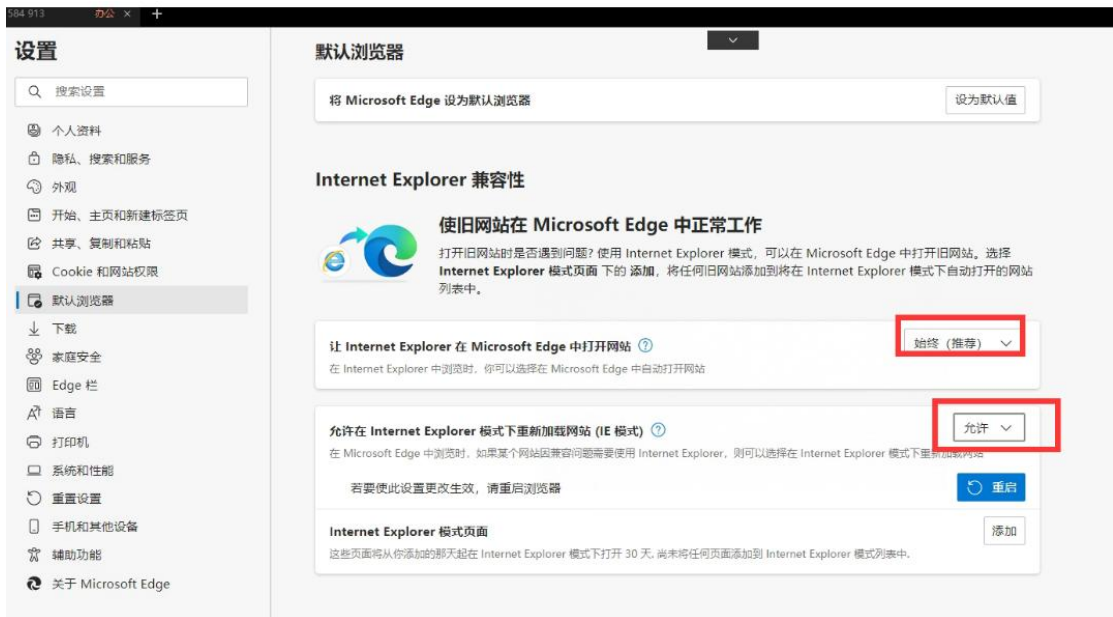 584 913
办公
设置
搜索设置
个人资料
隐私、搜索和服务
外观
开始、主页和新建标签页
共享、复制和粘贴
Cookie 和网站权限
默认浏览器
下载
家庭安全
Edge 栏
语言
打印机
系统和性能
重置设置
手机和其他设备
辅助功能
关于 Microsoft Edge
默认浏览器
将 Microsoft Edge 设为默认浏览器
设为默认值
Internet Explorer 兼容性
使旧网站在 Microsoft Edge 中正常工作
打开旧网站时是否遇到问题? 使用 Internet Explorer 模式，可以在 Microsoft Edge 中打开旧网站。选择
Internet Explorer 模式页面 下的 添加，将任何旧网站添加到将在 Internet Explorer 模式下自动打开的网站
列表中。
让 Internet Explorer 在 Microsoft Edge 中打开网站
始终（推荐）
在 Internet Explorer 中浏览时，你可以选择在 Microsoft Edge 中自动打开网站
允许在 Internet Explorer 模式下重新加载网站 (IE 模式)
允许
在 Microsoft Edge 中浏览时，如果某个网站因兼容问题需要使用 Internet Explorer，则可以选择在 Internet Explorer 模式下重新加载网站
若要使此设置更改生效，请重启浏览器
重启
Internet Explorer 模式页面
添加
这些页面将从你添加的那天起在 Internet Explorer 模式下打开 30 天. 尚未将任何页面添加到 Internet Explorer 模式列表中.